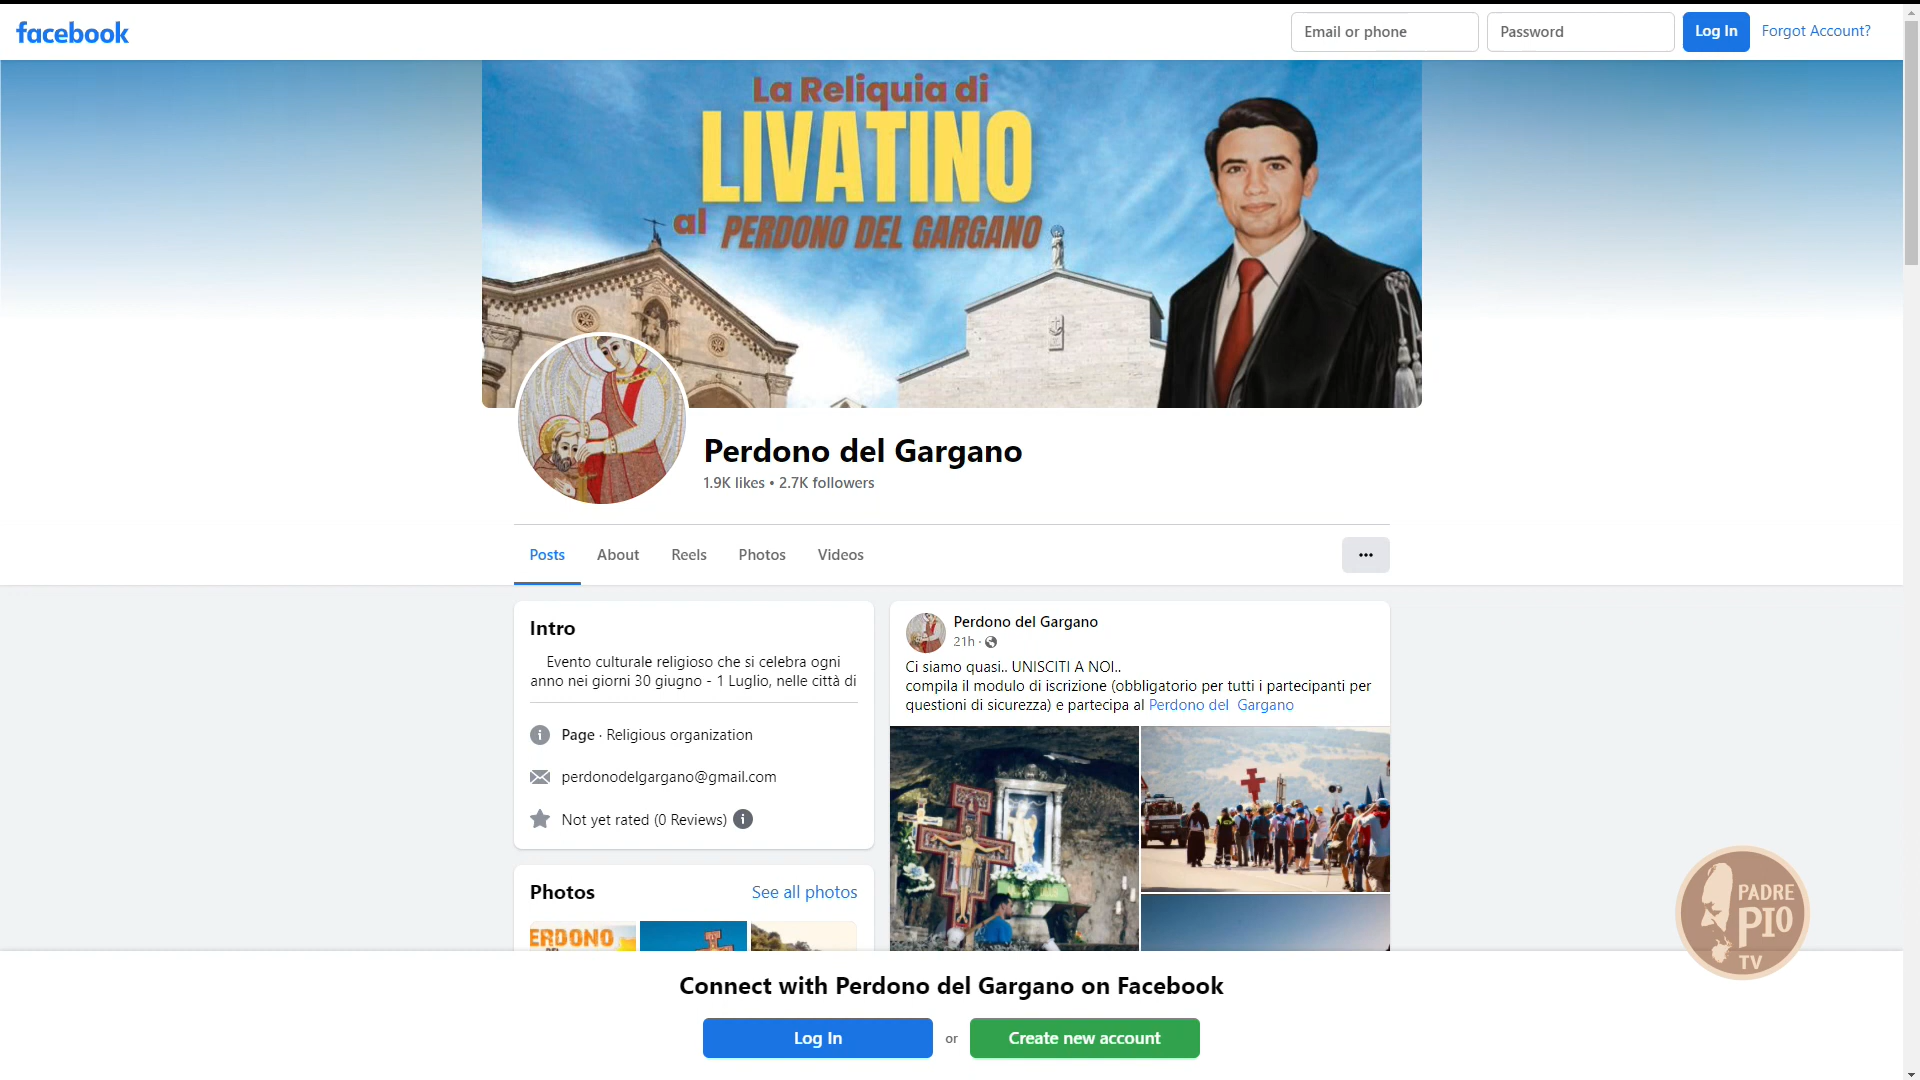 facebook
Email or phone
Password
Log In
Forgot Account?
La Reliquia di
LIVATINO
al PERDONO DEL GARGANO
Perdono del Gargano
1.9K likes • 2.7K followers
Posts
About
Reels
Photos
Videos
Intro
Evento culturale religioso che si celebra ogni
anno nei giorni 30 giugno - 1 Luglio, nelle città di
Page · Religious organization
perdonodelgargano@gmail.com
Not yet rated (0 Reviews)
Photos
See all photos
ERDONO
Perdono del Gargano
21h ·
Ci siamo quasi.. UNISCITI A NOI..
compila il modulo di iscrizione (obbligatorio per tutti i partecipanti per
questioni di sicurezza) e partecipa al Perdono del Gargano
PADRE
PIO
TV
Connect with Perdono del Gargano on Facebook
Log In
or
Create new account